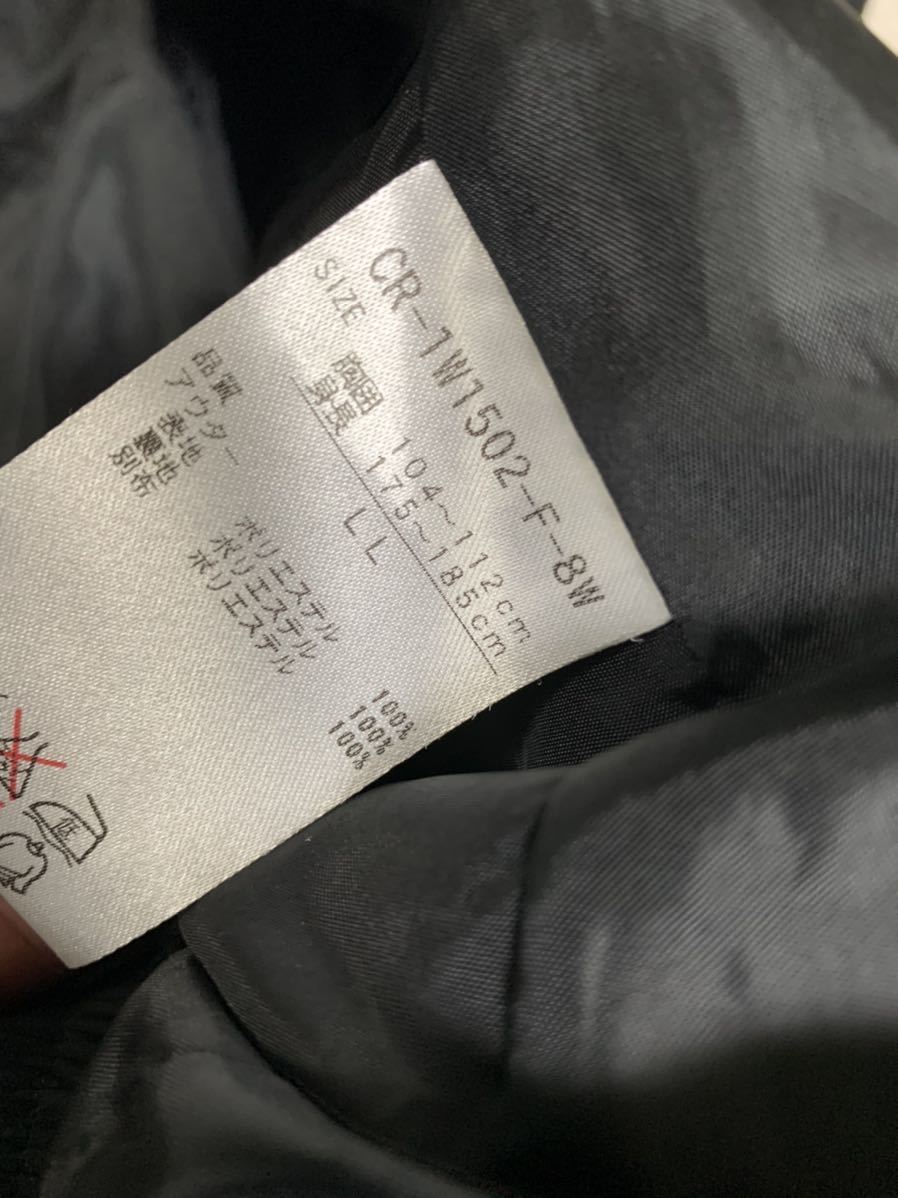 CR-1W1502-F-8W
SIZE
胸囲 104～112cm
身長 175～185cm
LL
品質
アウター
表地 ポリエステル 100%
裏地 ポリエステル 100%
別布 ポリエステル 100%